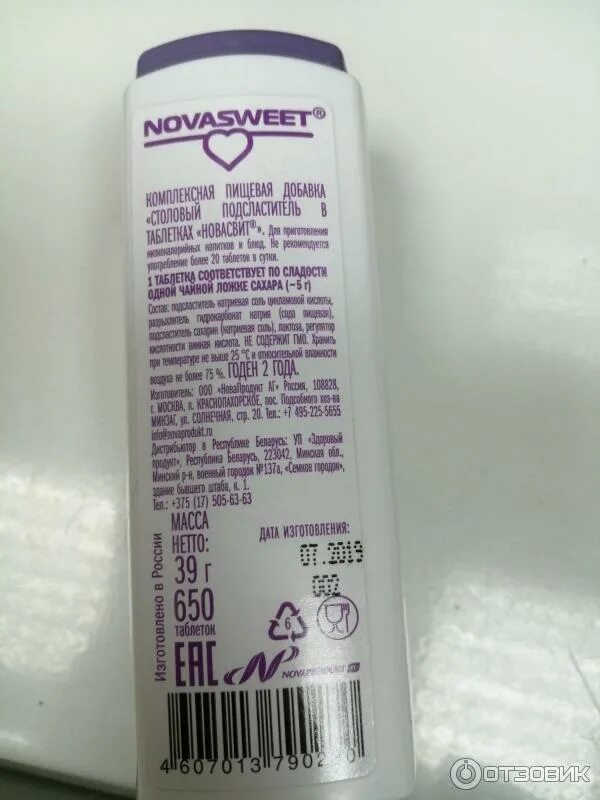 NOVASWEET®
КОМПЛЕКСНАЯ ПИЩЕВАЯ ДОБАВКА
«СТОЛОВЫЙ ПОДСЛАСТИТЕЛЬ В
ТАБЛЕТКАХ «НОВАСВИТ®». Для приготовления
низкокалорийных напитков и блюд. Не рекомендуется
употребление более 20 таблеток в сутки.
1 ТАБЛЕТКА СООТВЕТСТВУЕТ ПО СЛАДОСТИ
ОДНОЙ ЧАЙНОЙ ЛОЖКЕ САХАРА (~5 г)
Состав: подсластитель натриевая соль цикламовой кислоты,
разрыхлитель гидрокарбонат натрия (сода пищевая),
подсластитель сахарин (натриевая соль), лактоза, регулятор
кислотности винная кислота. НЕ СОДЕРЖИТ ГМО. Хранить
при температуре не выше 25 °С и относительной влажности
воздуха не более 75 %. ГОДЕН 2 ГОДА.
Изготовитель: ООО «НоваПродукт АГ» Россия, 108828,
г. МОСКВА, п. КРАСНОПАХОРСКОЕ, пос. Подсобного хоз-ва
МИНЗАГ, ул. СОЛНЕЧНАЯ, стр. 20. Тел.: +7 495-225-5655
info@novaprodukt.ru
Дистрибьютор в Республике Беларусь: УП «Здоровый
продукт», Республика Беларусь, 223042, Минская обл.,
Минский р-н, военный городок №137а, «Семков городок»,
здание бывшего штаба, к. 1.
Тел.: +375 (17) 505-63-63
Изготовлено в России
МАССА
НЕТТО:
39 г
650
таблеток
ДАТА ИЗГОТОВЛЕНИЯ:
07.2019
002
6
EAC
NOVAPRODUCT AG
4 607013 790
ОТЗОВИК